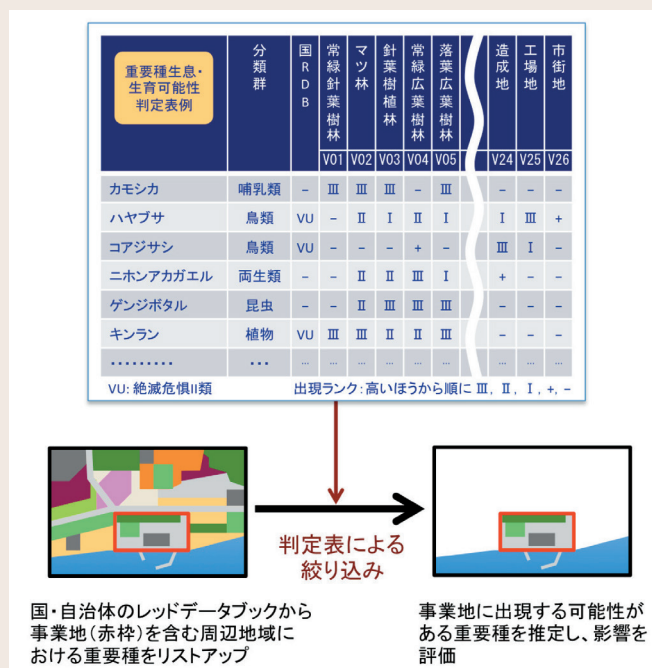 重要種生息・
生育可能性
判定表例
分類群
国RDB
常緑針葉樹林
マツ林
針葉樹植林
常緑広葉樹林
落葉広葉樹林
造成地
工場地
市街地
V01 V02 V03 V04 V05 V24 V25 V26
カモシカ 哺乳類 － Ⅲ Ⅲ Ⅲ － Ⅲ － － －
ハヤブサ 鳥類 VU － Ⅱ Ⅰ Ⅱ Ⅰ Ⅰ Ⅲ +
コアジサシ 鳥類 VU － － － + － Ⅲ Ⅰ －
ニホンアカガエル 両生類 － － Ⅱ Ⅱ Ⅲ Ⅰ + － －
ゲンジボタル 昆虫 － － Ⅱ Ⅲ Ⅲ Ⅲ － － －
キンラン 植物 VU Ⅲ Ⅲ Ⅱ Ⅱ Ⅲ － － －
……… … … … … … … … … … …
VU：絶滅危惧II類 出現ランク：高いほうから順に Ⅲ, Ⅱ, Ⅰ, +, －
判定表による
絞り込み
国・自治体のレッドデータブックから
事業地（赤枠）を含む周辺地域に
おける重要種をリストアップ
事業地に出現する可能性が
ある重要種を推定し、影響を
評価